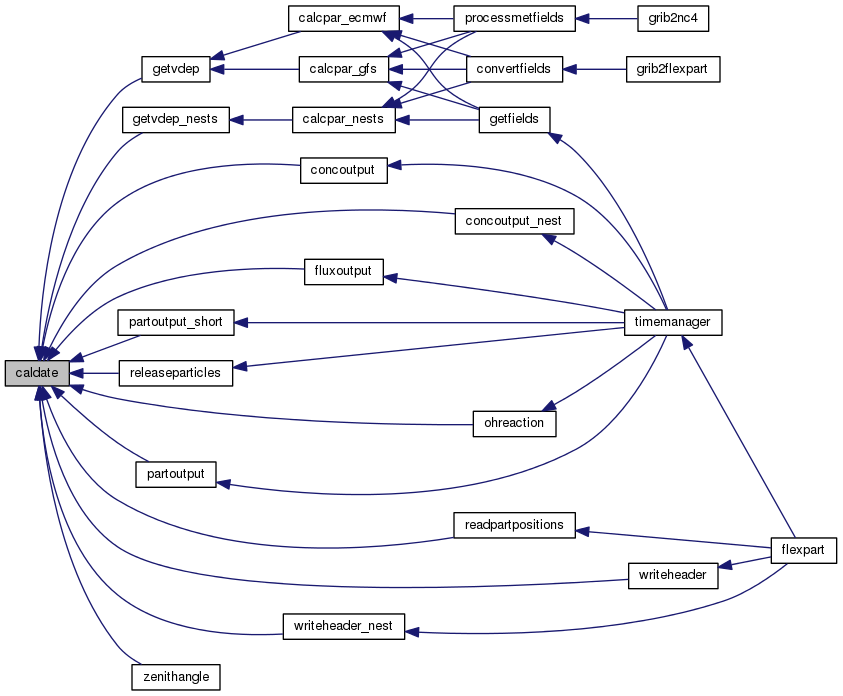 calcpar_ecmwf
processmetfields
grib2nc4
getvdep
calcpar_gfs
convertfields
grib2flexpart
getvdep_nests
calcpar_nests
getfields
concoutput
concoutput_nest
fluxoutput
partoutput_short
timemanager
caldate
releaseparticles
ohreaction
partoutput
readpartpositions
flexpart
writeheader
writeheader_nest
zenithangle